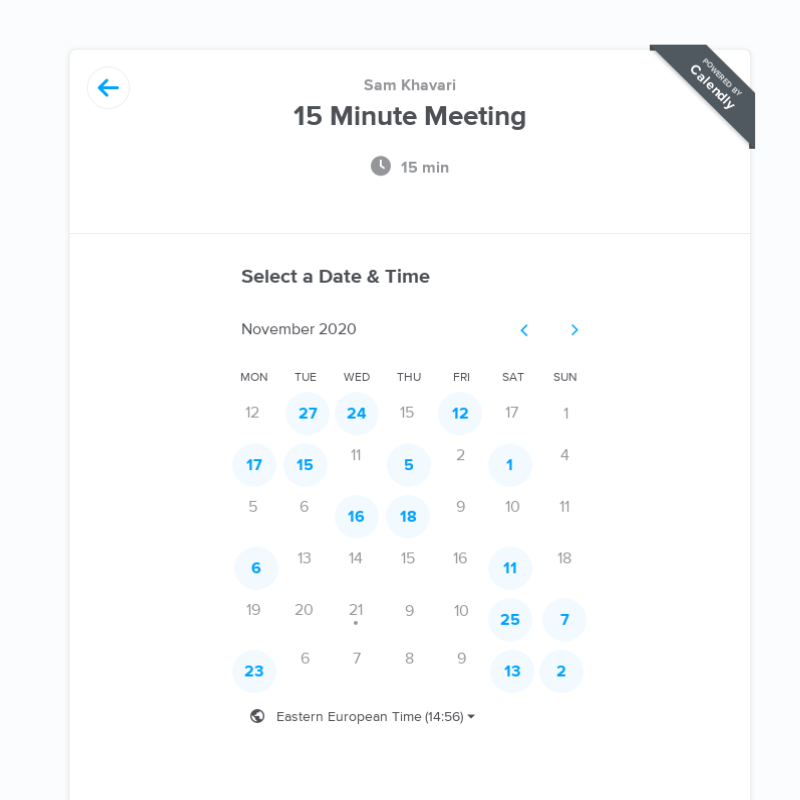 POWERED BY
Calendly
Sam Khavari
15 Minute Meeting
15 min
Select a Date & Time
November 2020
MON TUE WED THU FRI SAT SUN
12 27 24 15 12 17 1
17 15 11 5 2 1 4
5 6 16 18 9 10 11
6 13 14 15 16 11 18
19 20 21 9 10 25 7
23 6 7 8 9 13 2
Eastern European Time (14:56)